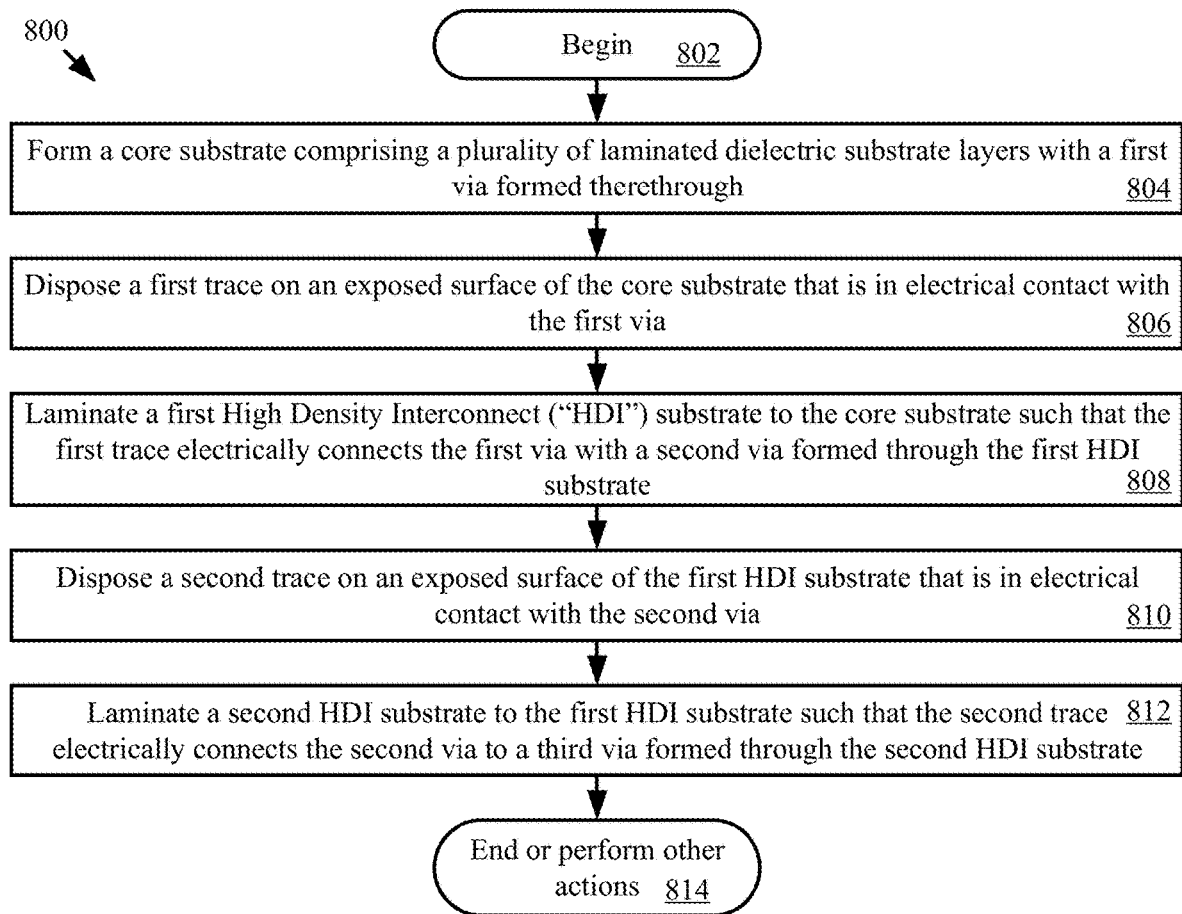 800
Begin 802
Form a core substrate comprising a plurality of laminated dielectric substrate layers with a first
via formed therethrough 804
Dispose a first trace on an exposed surface of the core substrate that is in electrical contact with
the first via 806
Laminate a first High Density Interconnect (“HDI”) substrate to the core substrate such that the
first trace electrically connects the first via with a second via formed through the first HDI
substrate 808
Dispose a second trace on an exposed surface of the first HDI substrate that is in electrical
contact with the second via 810
Laminate a second HDI substrate to the first HDI substrate such that the second trace 812
electrically connects the second via to a third via formed through the second HDI substrate
End or perform other
actions 814